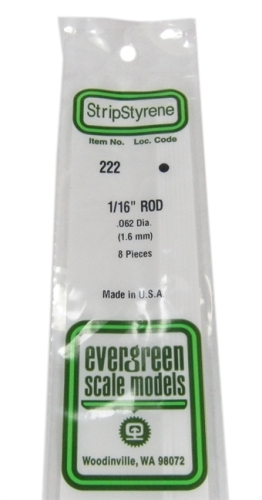 StripStyrene
Item No. Loc. Code
222
1/16" ROD
.062 Dia.
(1.6 mm)
8 Pieces
Made in U.S.A.
evergreen
scale models
Woodinville, WA 98072